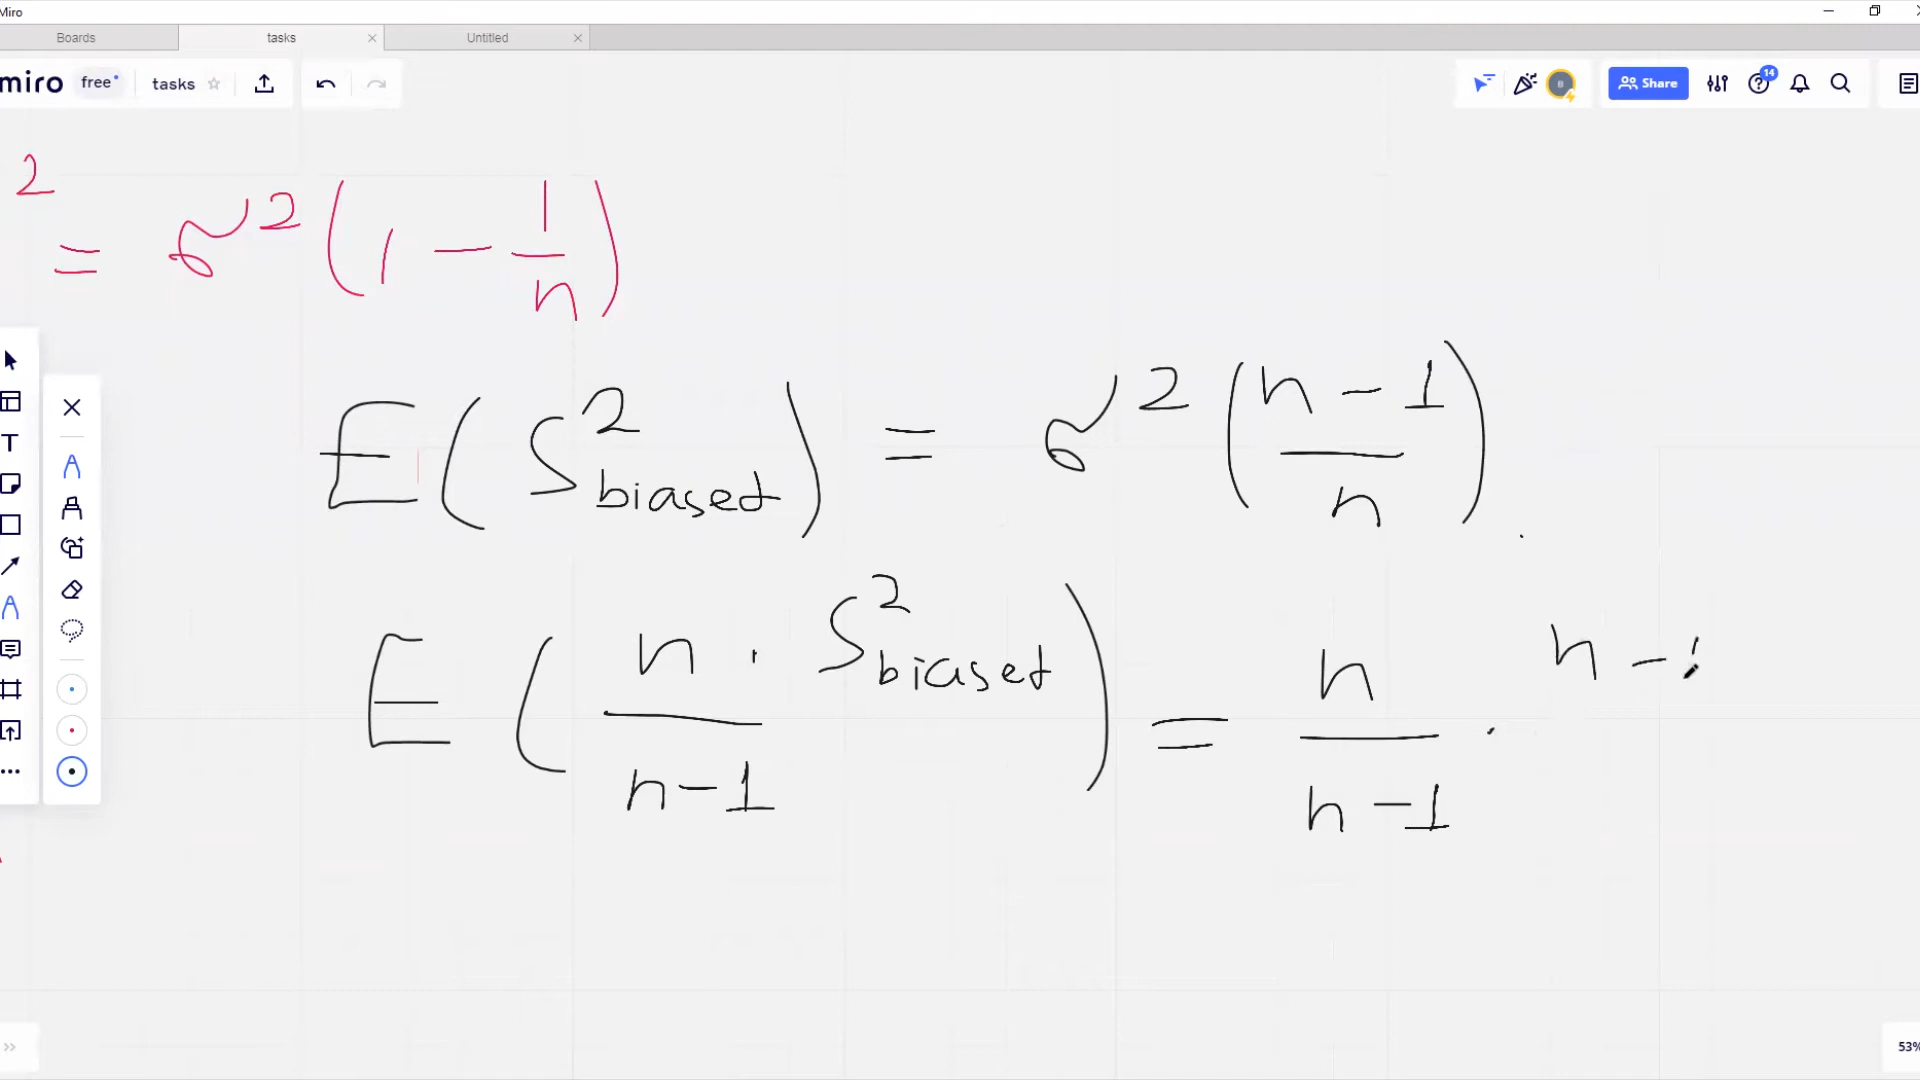 Miro
Boards tasks Untitled
miro free tasks Share 14
2
= σ² (1 - 1/n)
E(S²biased) = σ² ((n-1)/n).
E(n/(n-1) · S²biased) = n/(n-1) · n-1
T
53%